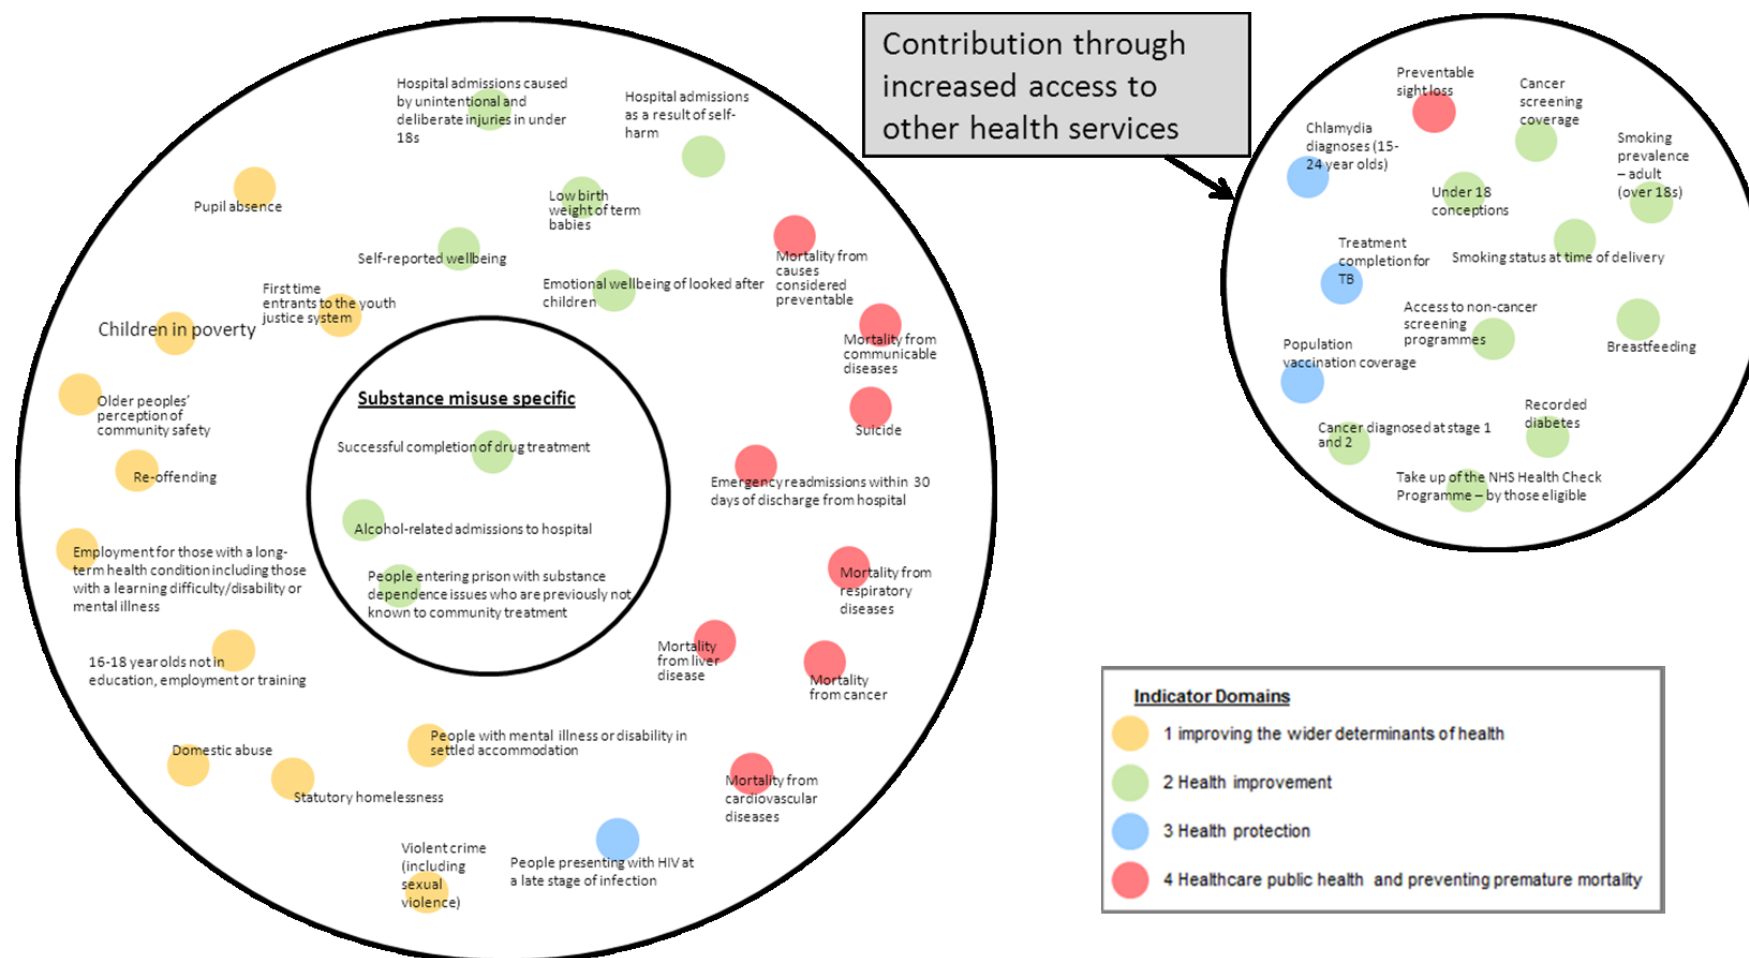 Hospital admissions caused
by unintentional and
deliberate injuries in under
18s
Hospital admissions
as a result of self-
harm
Pupil absence
Low birth
weight of term
babies
Self-reported wellbeing
Emotional wellbeing of looked after
children
Mortality from
causes
considered
preventable
First time
entrants to the youth
justice system
Children in poverty
Mortality from
communicable
diseases
Older peoples’
perception of
community safety
Suicide
Re-offending
Emergency readmissions within 30
days of discharge from hospital
Substance misuse specific
Successful completion of drug treatment
Alcohol-related admissions to hospital
People entering prison with substance
dependence issues who are previously not
known to community treatment
Employment for those with a long-
term health condition including those
with a learning difficulty/disability or
mental illness
Mortality from
respiratory
diseases
16-18 year olds not in
education, employment or training
Mortality
from liver
disease
Mortality
from cancer
People with mental illness or disability in
settled accommodation
Domestic abuse
Statutory homelessness
Mortality from
cardiovascular
diseases
Violent crime
(including
sexual
violence)
People presenting with HIV at
a late stage of infection
Contribution through
increased access to
other health services
Preventable
sight loss
Cancer
screening
coverage
Chlamydia
diagnoses (15-
24 year olds)
Smoking
prevalence
– adult
(over 18s)
Under 18
conceptions
Treatment
completion for
TB
Smoking status at time of delivery
Access to non-cancer
screening
programmes
Breastfeeding
Population
vaccination coverage
Recorded
diabetes
Cancer diagnosed at stage 1
and 2
Take up of the NHS Health Check
Programme – by those eligible
Indicator Domains
1 improving the wider determinants of health
2 Health improvement
3 Health protection
4 Healthcare public health and preventing premature mortality